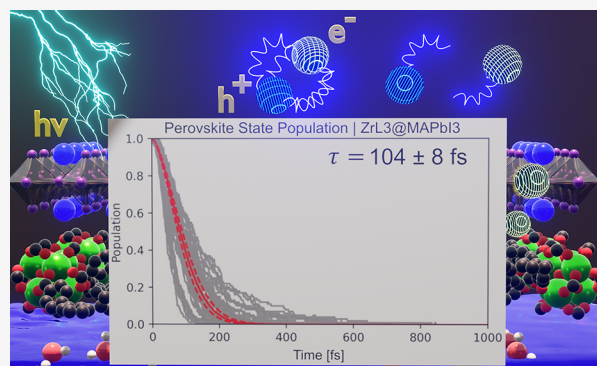 hν
h+
e-
Perovskite State Population | ZrL3@MAPbI3
τ = 104 ± 8 fs
Population
1.0
0.8
0.6
0.4
0.2
0.0
0
200
400
600
800
1000
Time [fs]